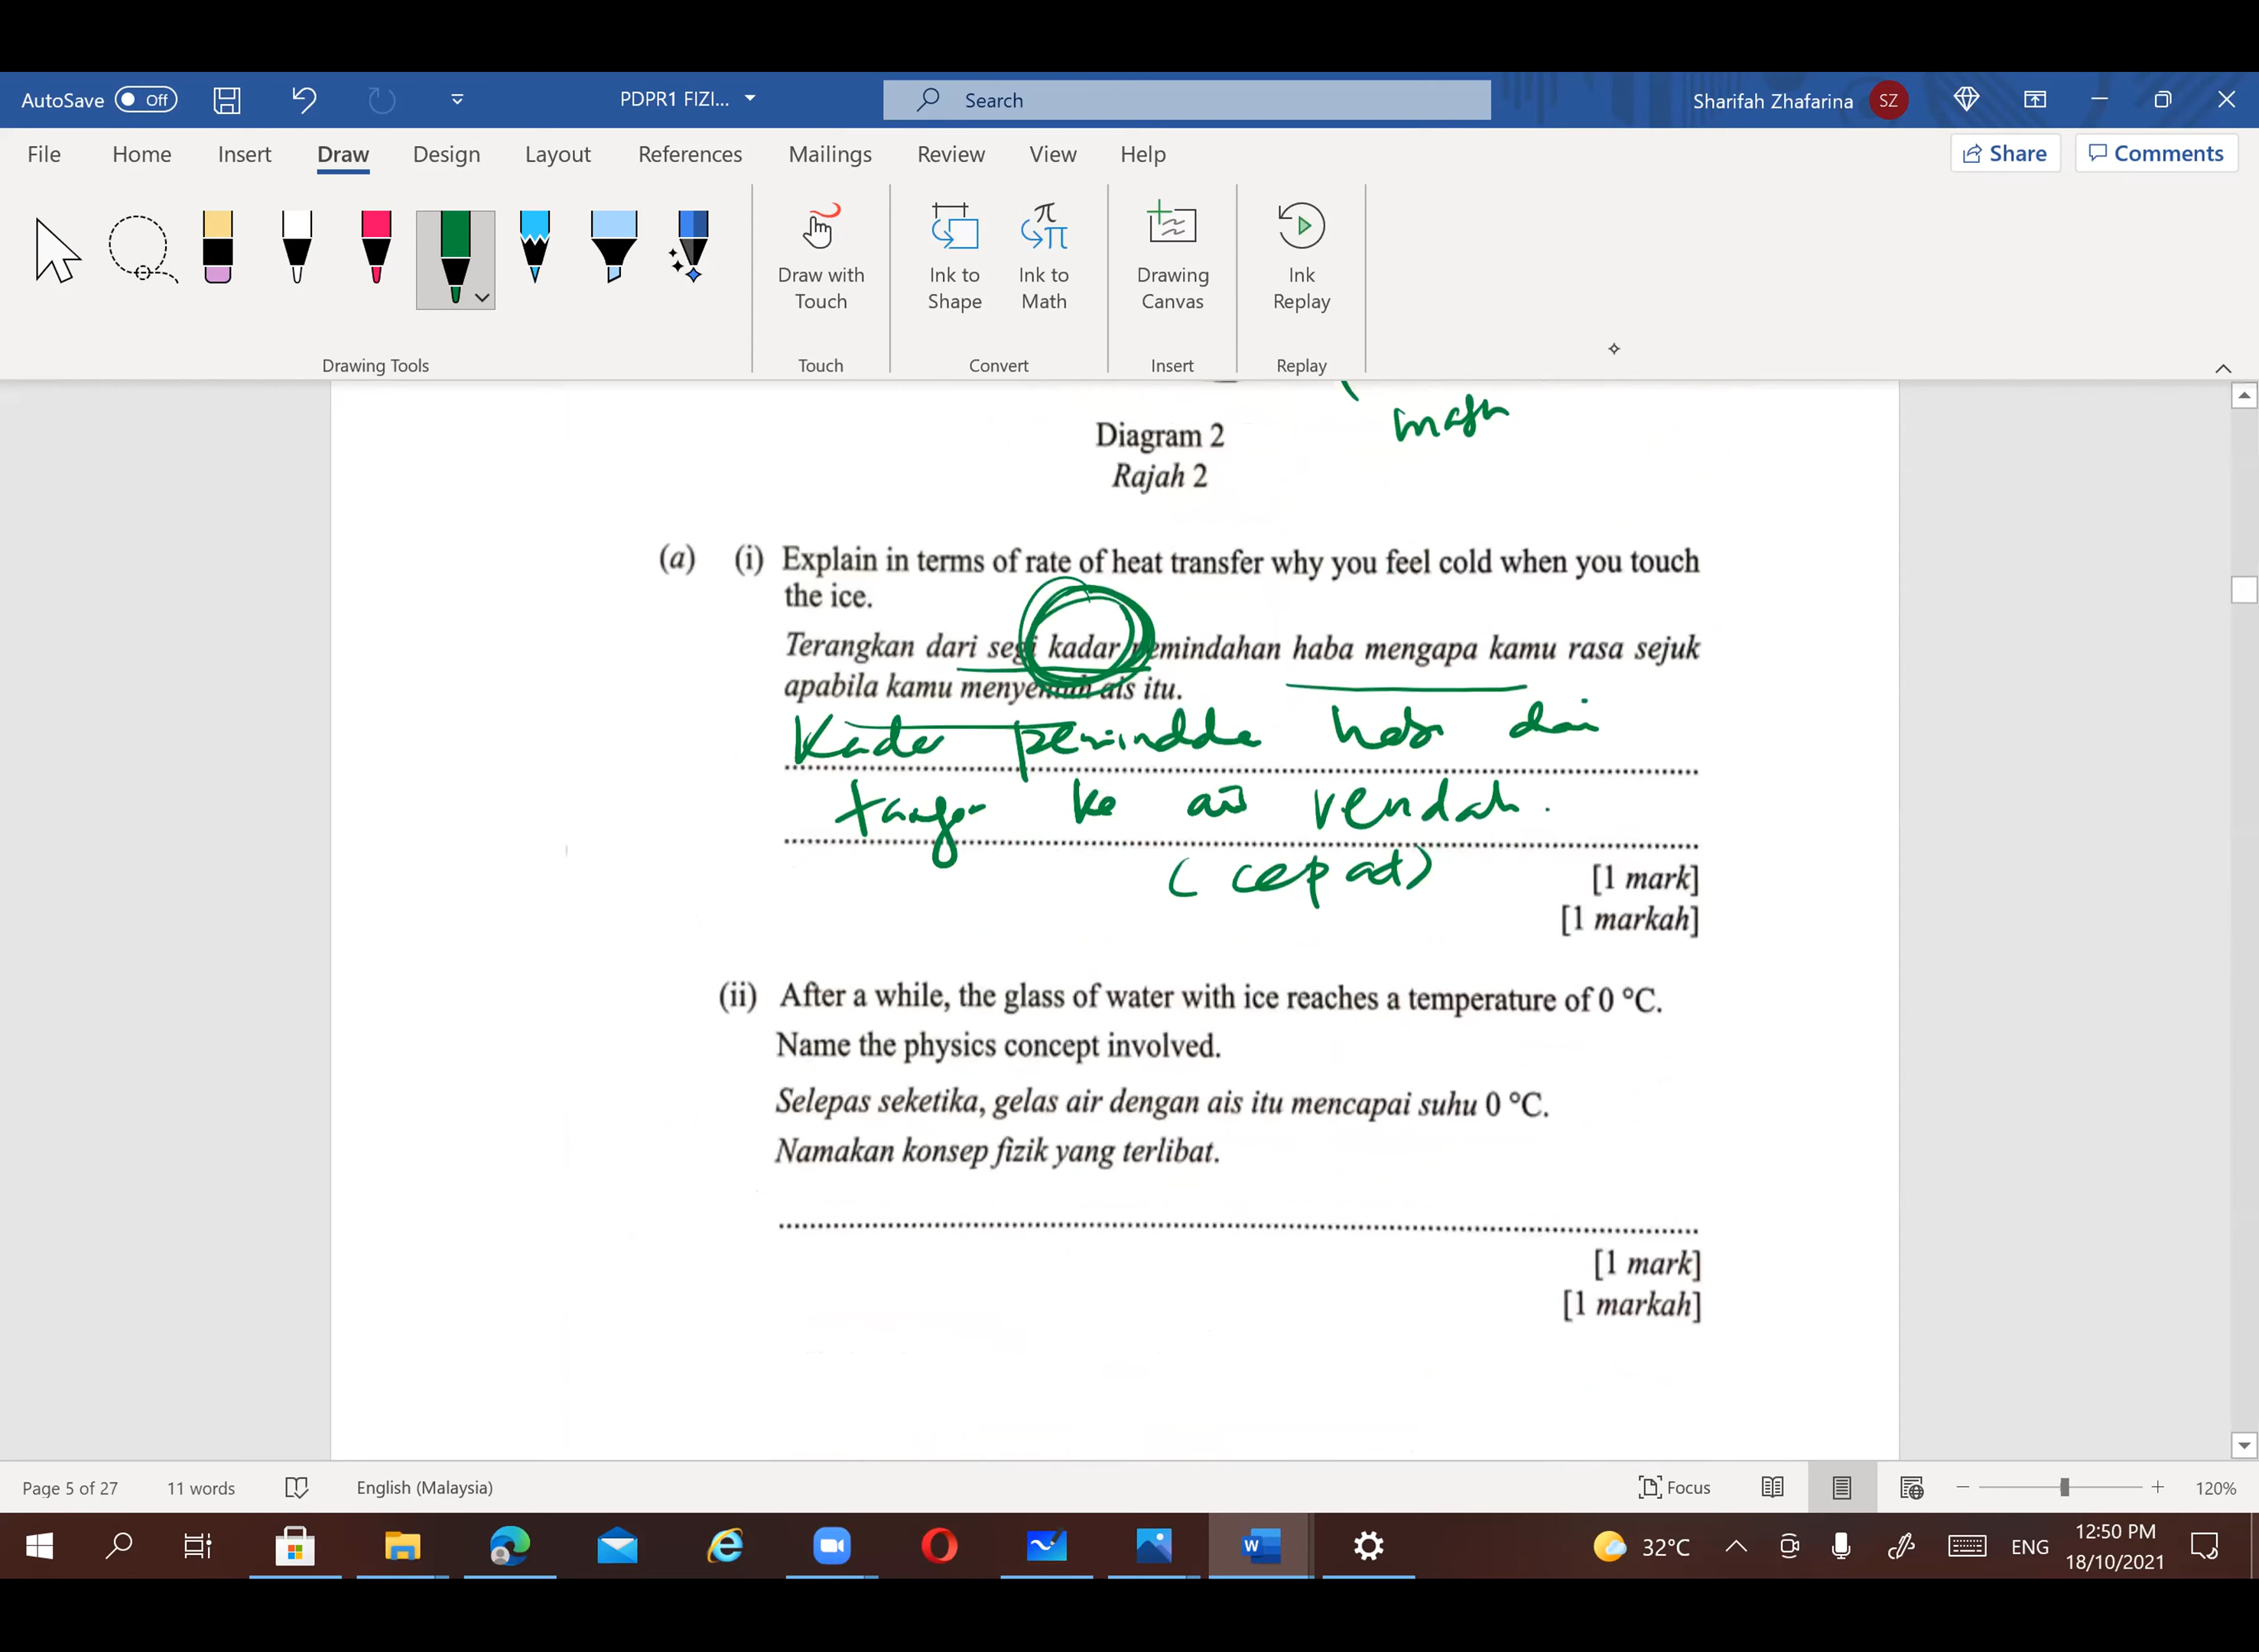 AutoSave Off PDPR1 FIZI... Search Sharifah Zhafarina SZ
File Home Insert Draw Design Layout References Mailings Review View Help Share Comments
Draw with Touch
Ink to Shape
Ink to Math
Drawing Canvas
Ink Replay
Drawing Tools Touch Convert Insert Replay
Diagram 2
Rajah 2
(a) (i) Explain in terms of rate of heat transfer why you feel cold when you touch
the ice.
Terangkan dari segi kadar pemindahan haba mengapa kamu rasa sejuk
apabila kamu menyentuh ais itu.
ke ais rendah.
(cepat)
[1 mark]
[1 markah]
(ii) After a while, the glass of water with ice reaches a temperature of 0 °C.
Name the physics concept involved.
Selepas seketika, gelas air dengan ais itu mencapai suhu 0 °C.
Namakan konsep fizik yang terlibat.
[1 mark]
[1 markah]
Page 5 of 27 11 words English (Malaysia) Focus 120%
32°C ENG 12:50 PM
18/10/2021